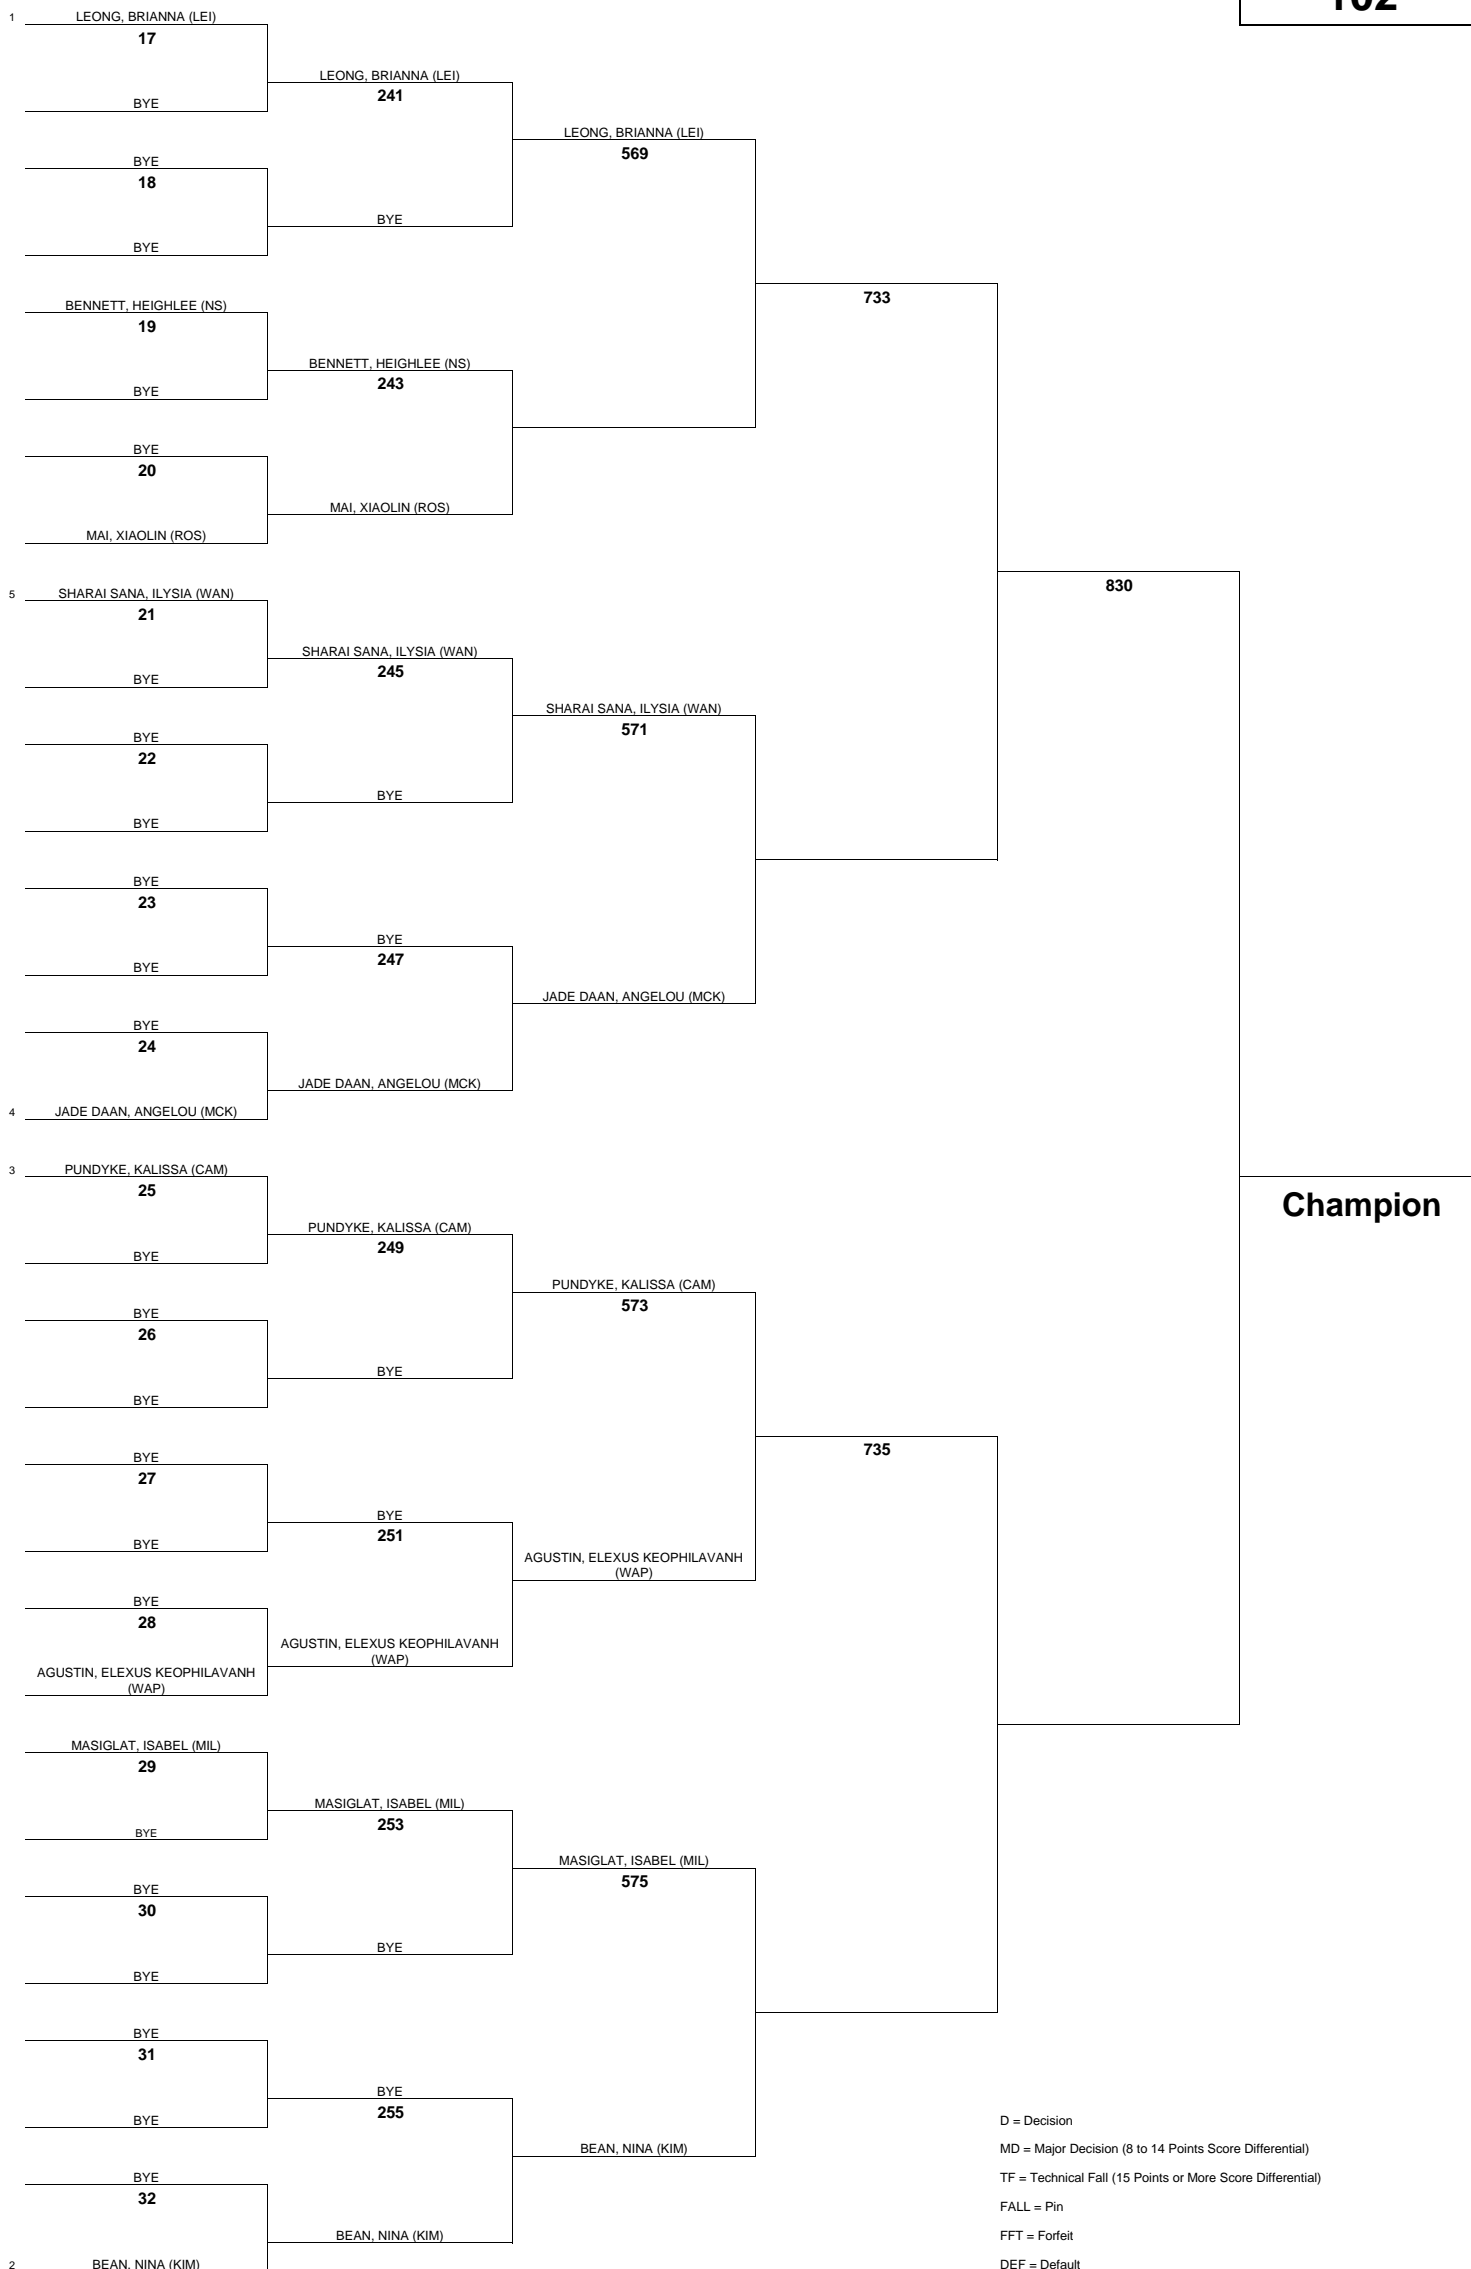 102
1 LEONG, BRIANNA (LEI)
17
BYE
BYE
18
BYE
BENNETT, HEIGHLEE (NS)
19
BYE
BYE
20
MAI, XIAOLIN (ROS)
5 SHARAI SANA, ILYSIA (WAN)
21
BYE
BYE
22
BYE
BYE
23
BYE
BYE
24
4 JADE DAAN, ANGELOU (MCK)
3 PUNDYKE, KALISSA (CAM)
25
BYE
BYE
26
BYE
BYE
27
BYE
BYE
28
AGUSTIN, ELEXUS KEOPHILAVANH
(WAP)
MASIGLAT, ISABEL (MIL)
29
BYE
BYE
30
BYE
BYE
31
BYE
BYE
32
2 BEAN, NINA (KIM)
LEONG, BRIANNA (LEI)
241
BYE
BENNETT, HEIGHLEE (NS)
243
MAI, XIAOLIN (ROS)
SHARAI SANA, ILYSIA (WAN)
245
BYE
BYE
247
JADE DAAN, ANGELOU (MCK)
PUNDYKE, KALISSA (CAM)
249
BYE
BYE
251
AGUSTIN, ELEXUS KEOPHILAVANH
(WAP)
MASIGLAT, ISABEL (MIL)
253
BYE
BYE
255
BEAN, NINA (KIM)
LEONG, BRIANNA (LEI)
569
SHARAI SANA, ILYSIA (WAN)
571
JADE DAAN, ANGELOU (MCK)
PUNDYKE, KALISSA (CAM)
573
AGUSTIN, ELEXUS KEOPHILAVANH
(WAP)
MASIGLAT, ISABEL (MIL)
575
BEAN, NINA (KIM)
733
735
830
Champion
D = Decision
MD = Major Decision (8 to 14 Points Score Differential)
TF = Technical Fall (15 Points or More Score Differential)
FALL = Pin
FFT = Forfeit
DEF = Default